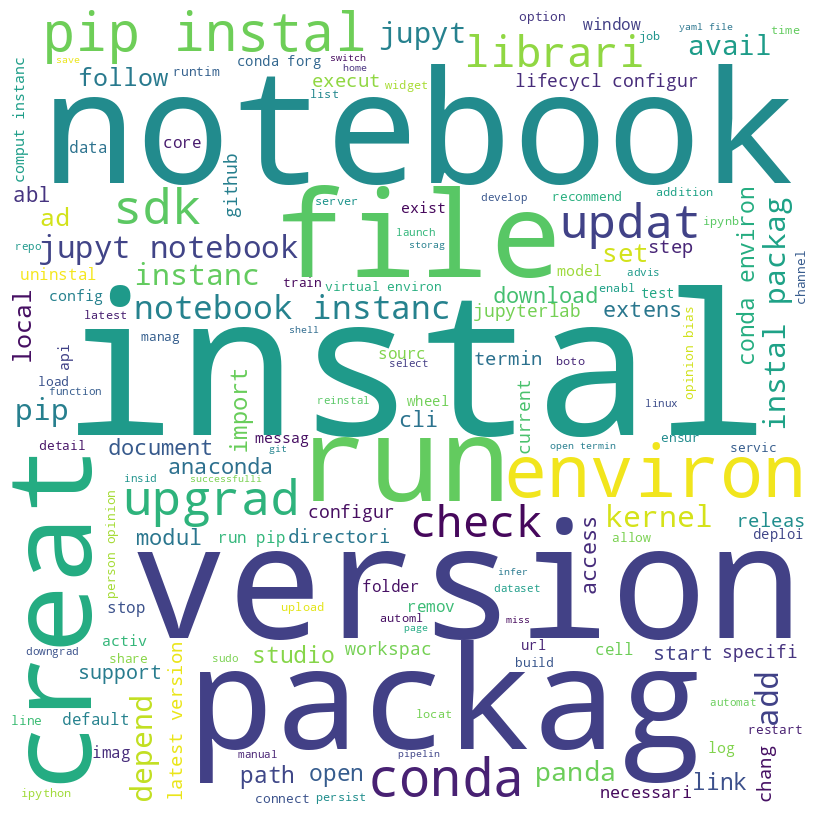 option
yaml file
pip instal
jupyt
window
job
time
librari
avail
save
conda forg
switch
home
follow
runtim
execut
widget
lifecycl configur
comput instanc
list
notebook
data
core
github
abl
sdk
file
server
exist
develop
recommend
addition
ipynb
ad
updat
launch
storag
set
step
jupyt notebook
repo
uninstal
instanc
train
virtual environ
model
advis
channel
config
latest
notebook instanc
download
enabl
test
extens
jupyterlab
conda environ
instal packag
local
manag
shell
instal
api
sourc
select
termin
boto
opinion bias
load
function
reinstal
wheel
linux
pip
import
cli
current
detail
document
messag
git
run
open termin
ensur
servic
anaconda
insid
successfulli
environ
creat
person opinion
upgrad
configur
check
kernel
releas
modul
run pip
directori
access
allow
deploi
version
infer
folder
dataset
stop
upload
automl
remov
miss
page
activ
downgrad
share
sudo
studio
workspac
url
build
cell
start
specifi
support
latest version
packag
add
default
line
depend
locat
automat
restart
imag
manual
pipelin
log
path
open
conda
panda
chang
link
ipython
connect
persist
necessari